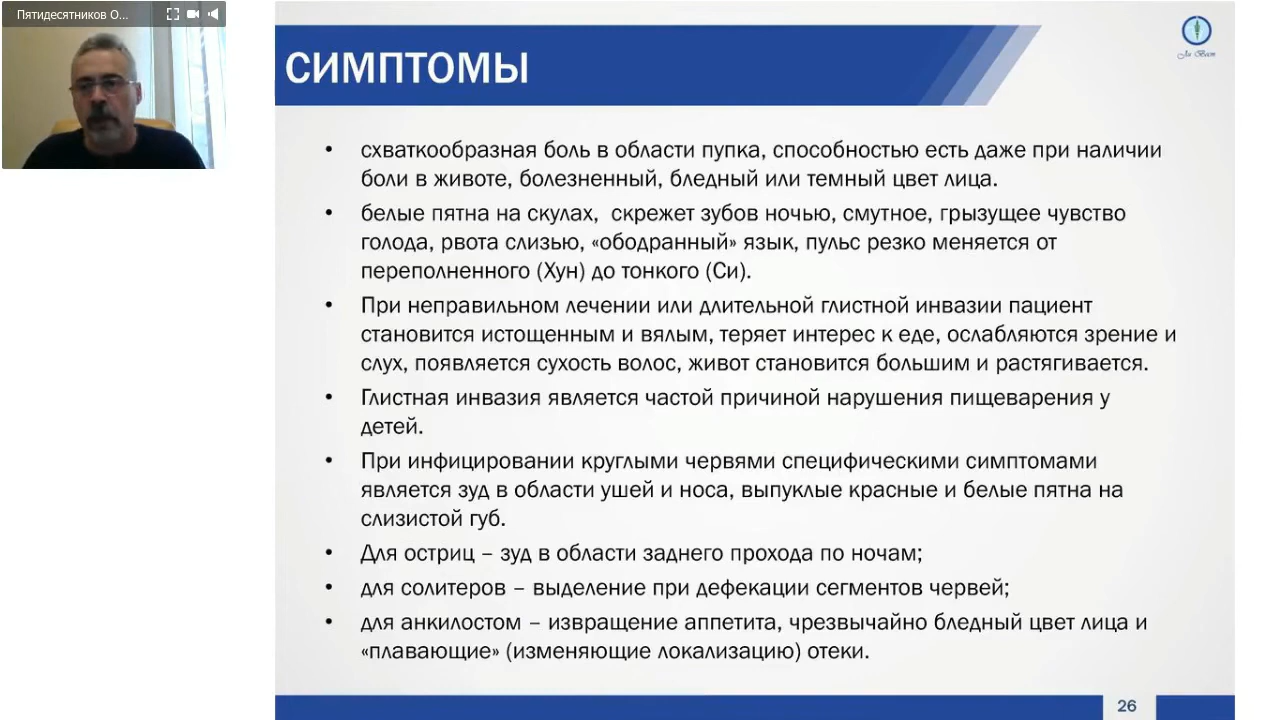 Пятидесятников О...
СИМПТОМЫ
• схваткообразная боль в области пупка, способностью есть даже при наличии
боли в животе, болезненный, бледный или темный цвет лица.
• белые пятна на скулах, скрежет зубов ночью, смутное, грызущее чувство
голода, рвота слизью, «ободранный» язык, пульс резко меняется от
переполненного (Хун) до тонкого (Си).
• При неправильном лечении или длительной глистной инвазии пациент
становится истощенным и вялым, теряет интерес к еде, ослабляются зрение и
слух, появляется сухость волос, живот становится большим и растягивается.
• Глистная инвазия является частой причиной нарушения пищеварения у
детей.
• При инфицировании круглыми червями специфическими симптомами
является зуд в области ушей и носа, выпуклые красные и белые пятна на
слизистой губ.
• Для остриц – зуд в области заднего прохода по ночам;
• для солитеров – выделение при дефекации сегментов червей;
• для анкилостом – извращение аппетита, чрезвычайно бледный цвет лица и
«плавающие» (изменяющие локализацию) отеки.
26